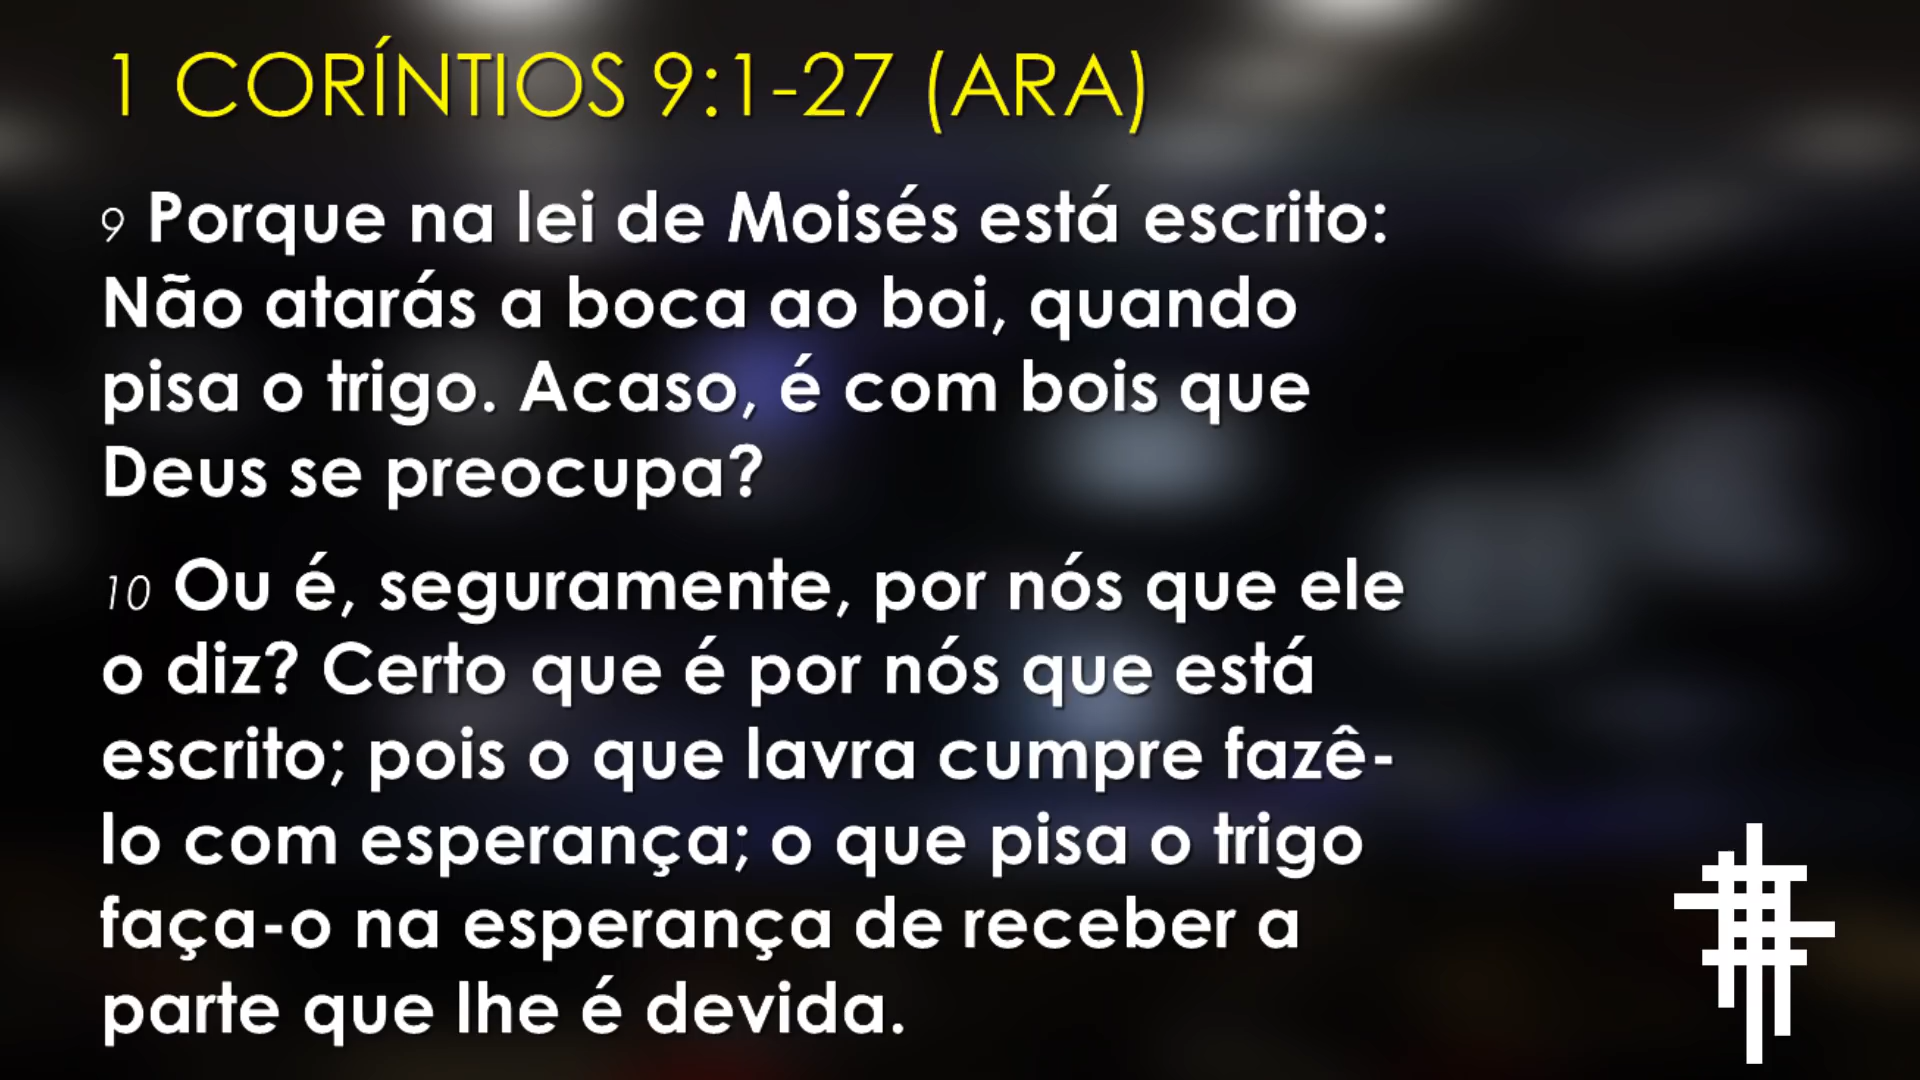 1 CORÍNTIOS 9:1-27 (ARA)
9 Porque na lei de Moisés está escrito:
Não atarás a boca ao boi, quando
pisa o trigo. Acaso, é com bois que
Deus se preocupa?
10 Ou é, seguramente, por nós que ele
o diz? Certo que é por nós que está
escrito; pois o que lavra cumpre fazê-
lo com esperança; o que pisa o trigo
faça-o na esperança de receber a
parte que lhe é devida.